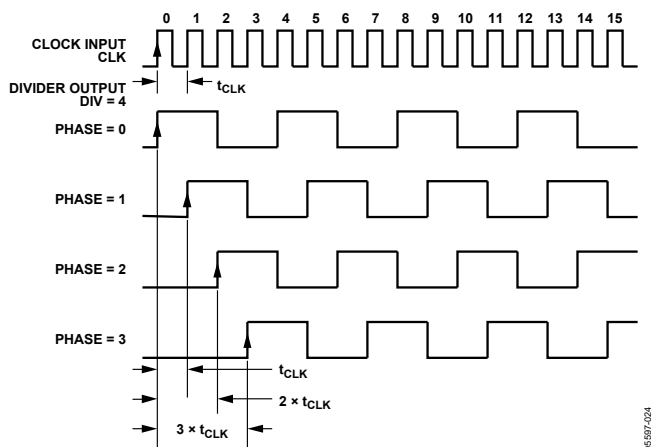 0 1 2 3 4 5 6 7 8 9 10 11 12 13 14 15
CLOCK INPUT
CLK
tCLK
DIVIDER OUTPUT
DIV = 4
PHASE = 0
PHASE = 1
PHASE = 2
PHASE = 3
tCLK
2 × tCLK
3 × tCLK
05597-024